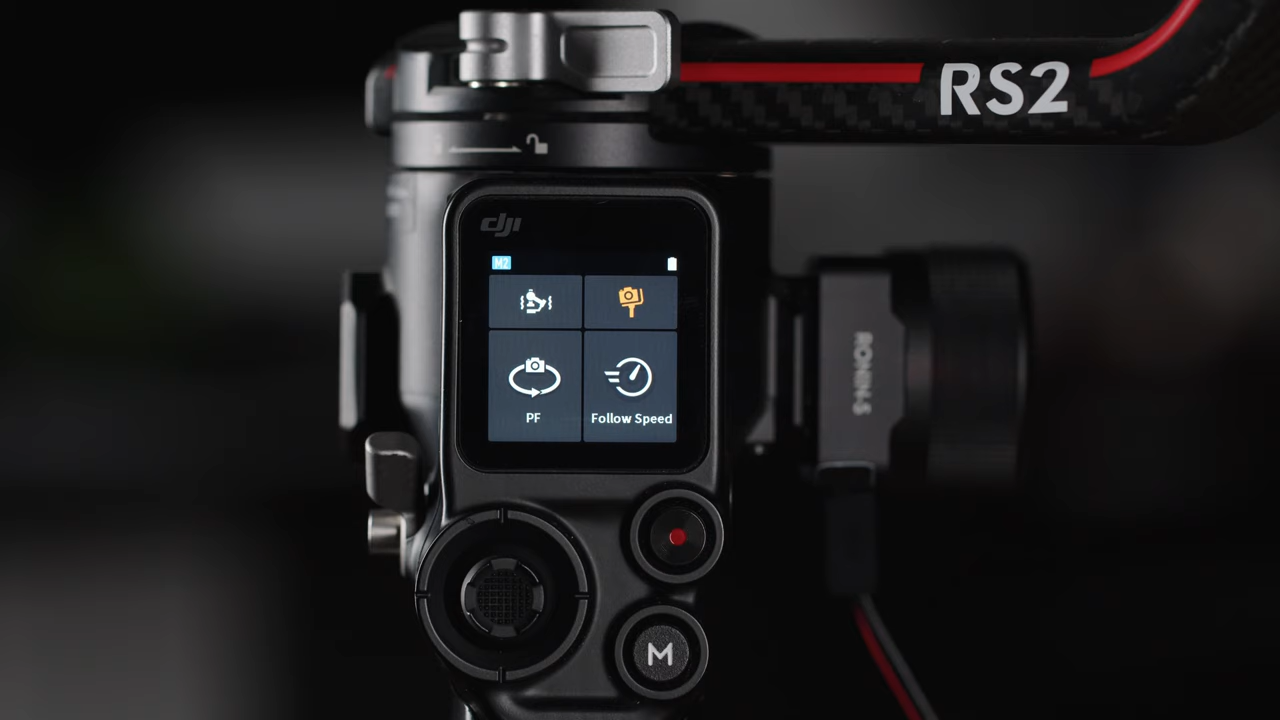 RS2
dji
M2
PF
Follow Speed
RONIN-S
M